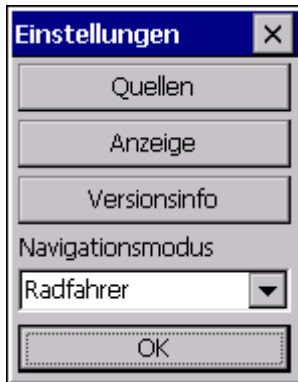 Einstellungen
Quellen
Anzeige
Versionsinfo
Navigationsmodus
Radfahrer
OK